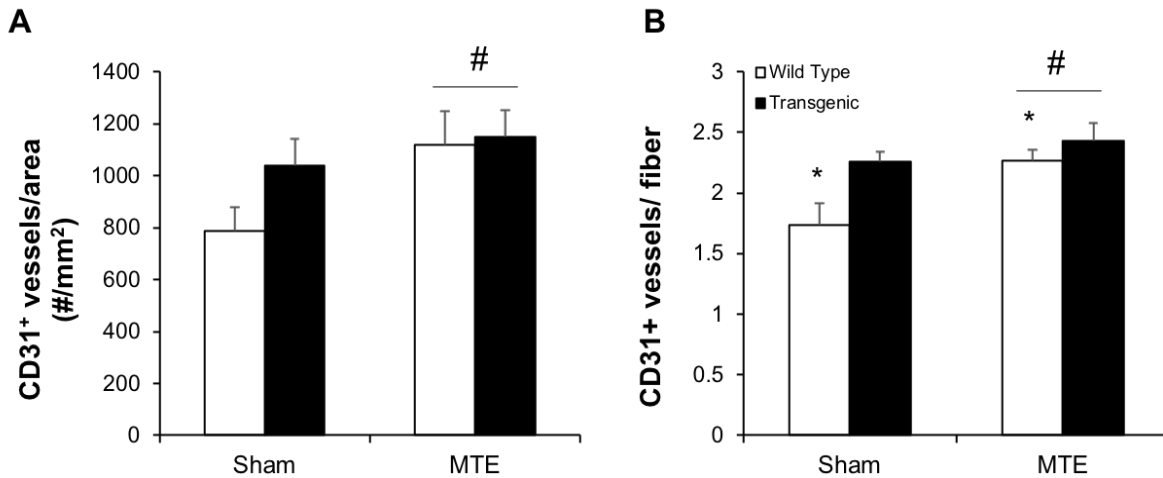 A
CD31⁺ vessels/area
(#/mm²)
1400
1200
1000
800
600
400
200
0
#
Sham
MTE
B
CD31+ vessels/ fiber
3
2.5
2
1.5
1
0.5
0
Wild Type
Transgenic
#
*
*
Sham
MTE